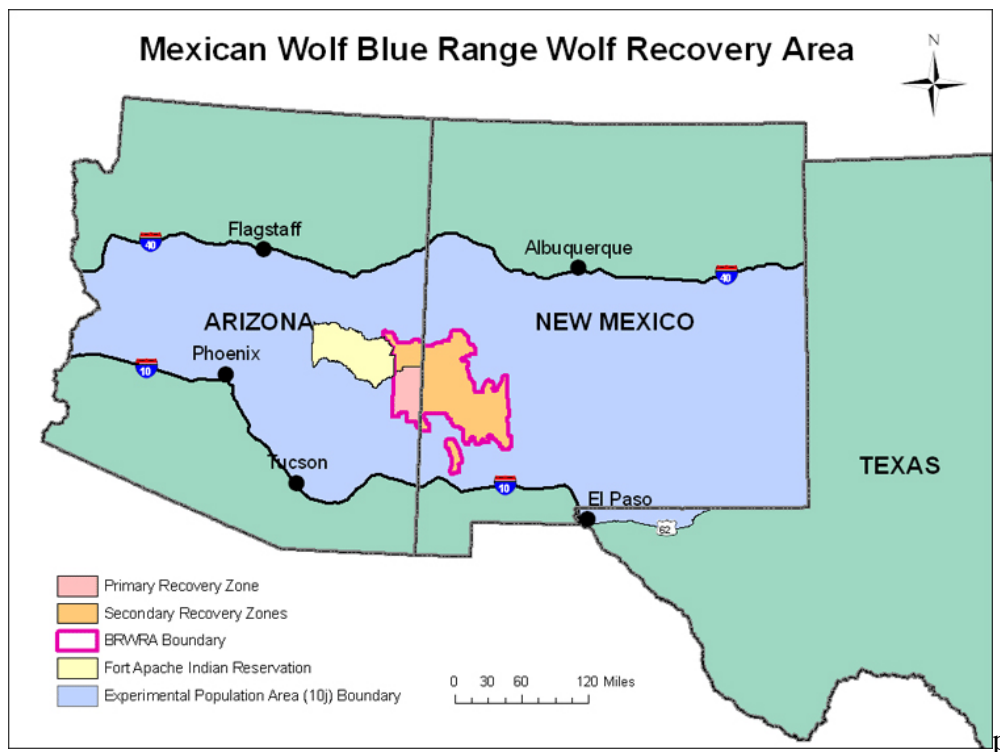 Mexican Wolf Blue Range Wolf Recovery Area
N
Flagstaff
40
Albuquerque
40
ARIZONA
NEW MEXICO
Phoenix
10
TEXAS
Tucson
10
El Paso
62
Primary Recovery Zone
Secondary Recovery Zones
BRWRA Boundary
Fort Apache Indian Reservation
Experimental Population Area (10j) Boundary
0 30 60 120 Miles